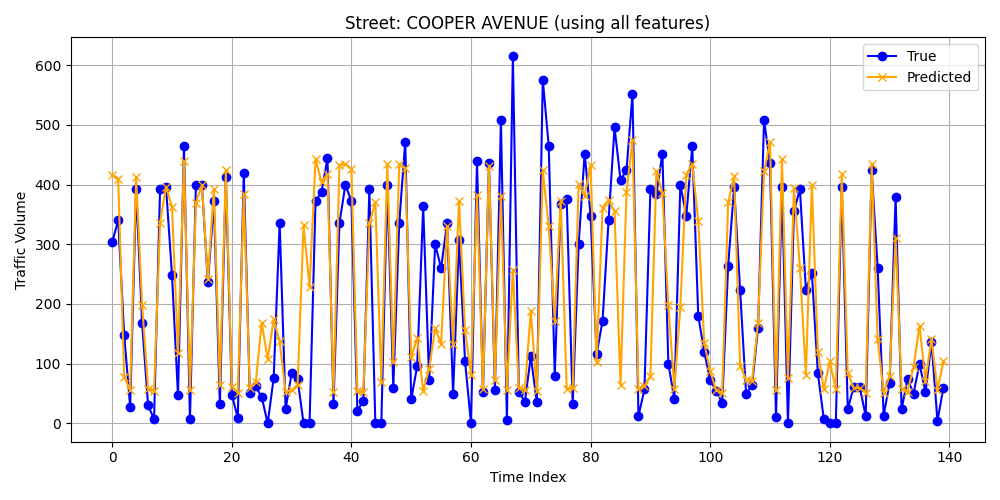 Street: COOPER AVENUE (using all features)
True
Predicted
Traffic Volume
600
500
400
300
200
100
0
0 20 40 60 80 100 120 140
Time Index